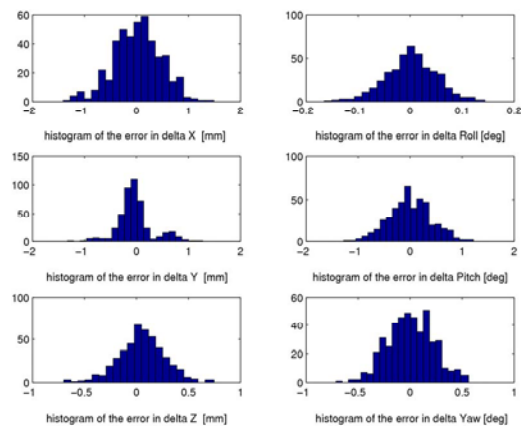 60
40
20
0
-2 -1 0 1 2
histogram of the error in delta X [mm]
100
50
0
-0.2 -0.1 0 0.1 0.2
histogram of the error in delta Roll [deg]
150
100
50
0
-2 -1 0 1 2
histogram of the error in delta Y [mm]
100
50
0
-2 -1 0 1 2
histogram of the error in delta Pitch [deg]
100
50
0
-1 -0.5 0 0.5 1
histogram of the error in delta Z [mm]
60
40
20
0
-1 -0.5 0 0.5 1
histogram of the error in delta Yaw [deg]